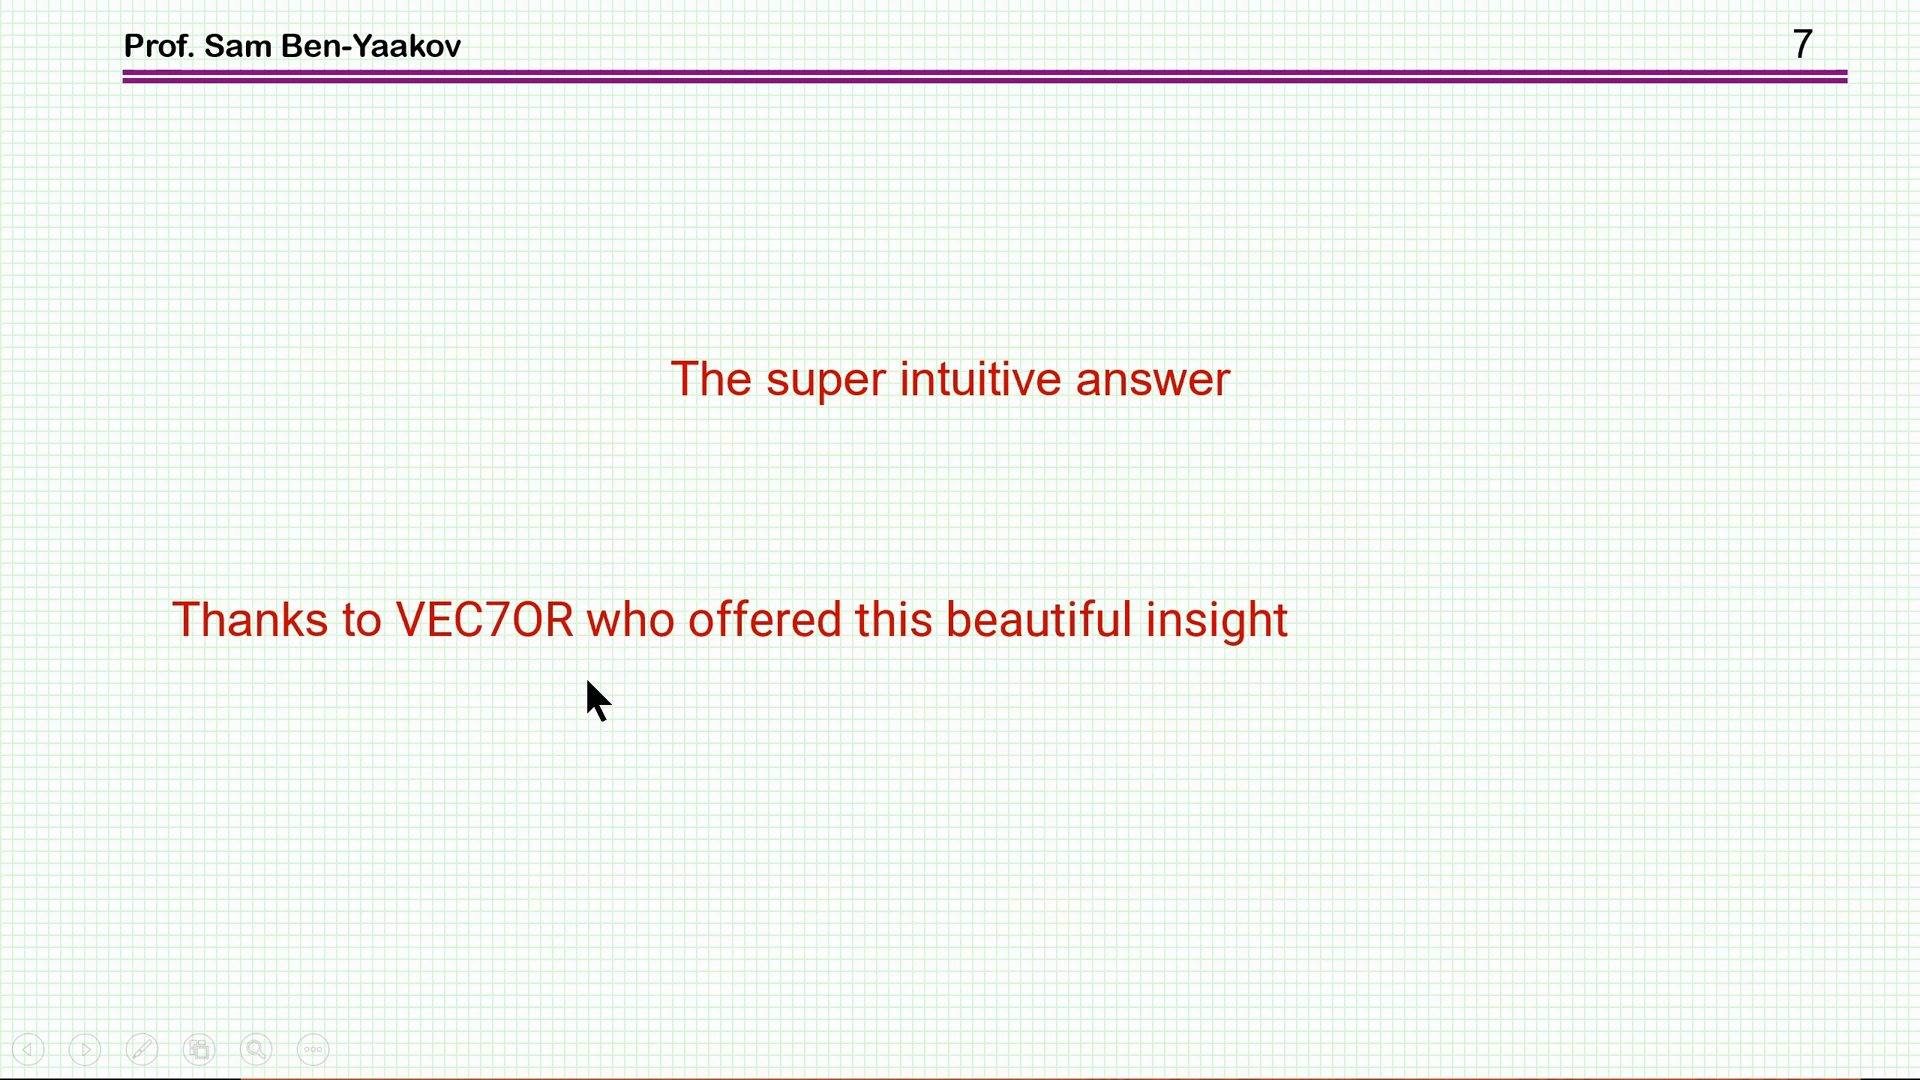 Prof. Sam Ben-Yaakov
7
The super intuitive answer
Thanks to VEC7OR who offered this beautiful insight